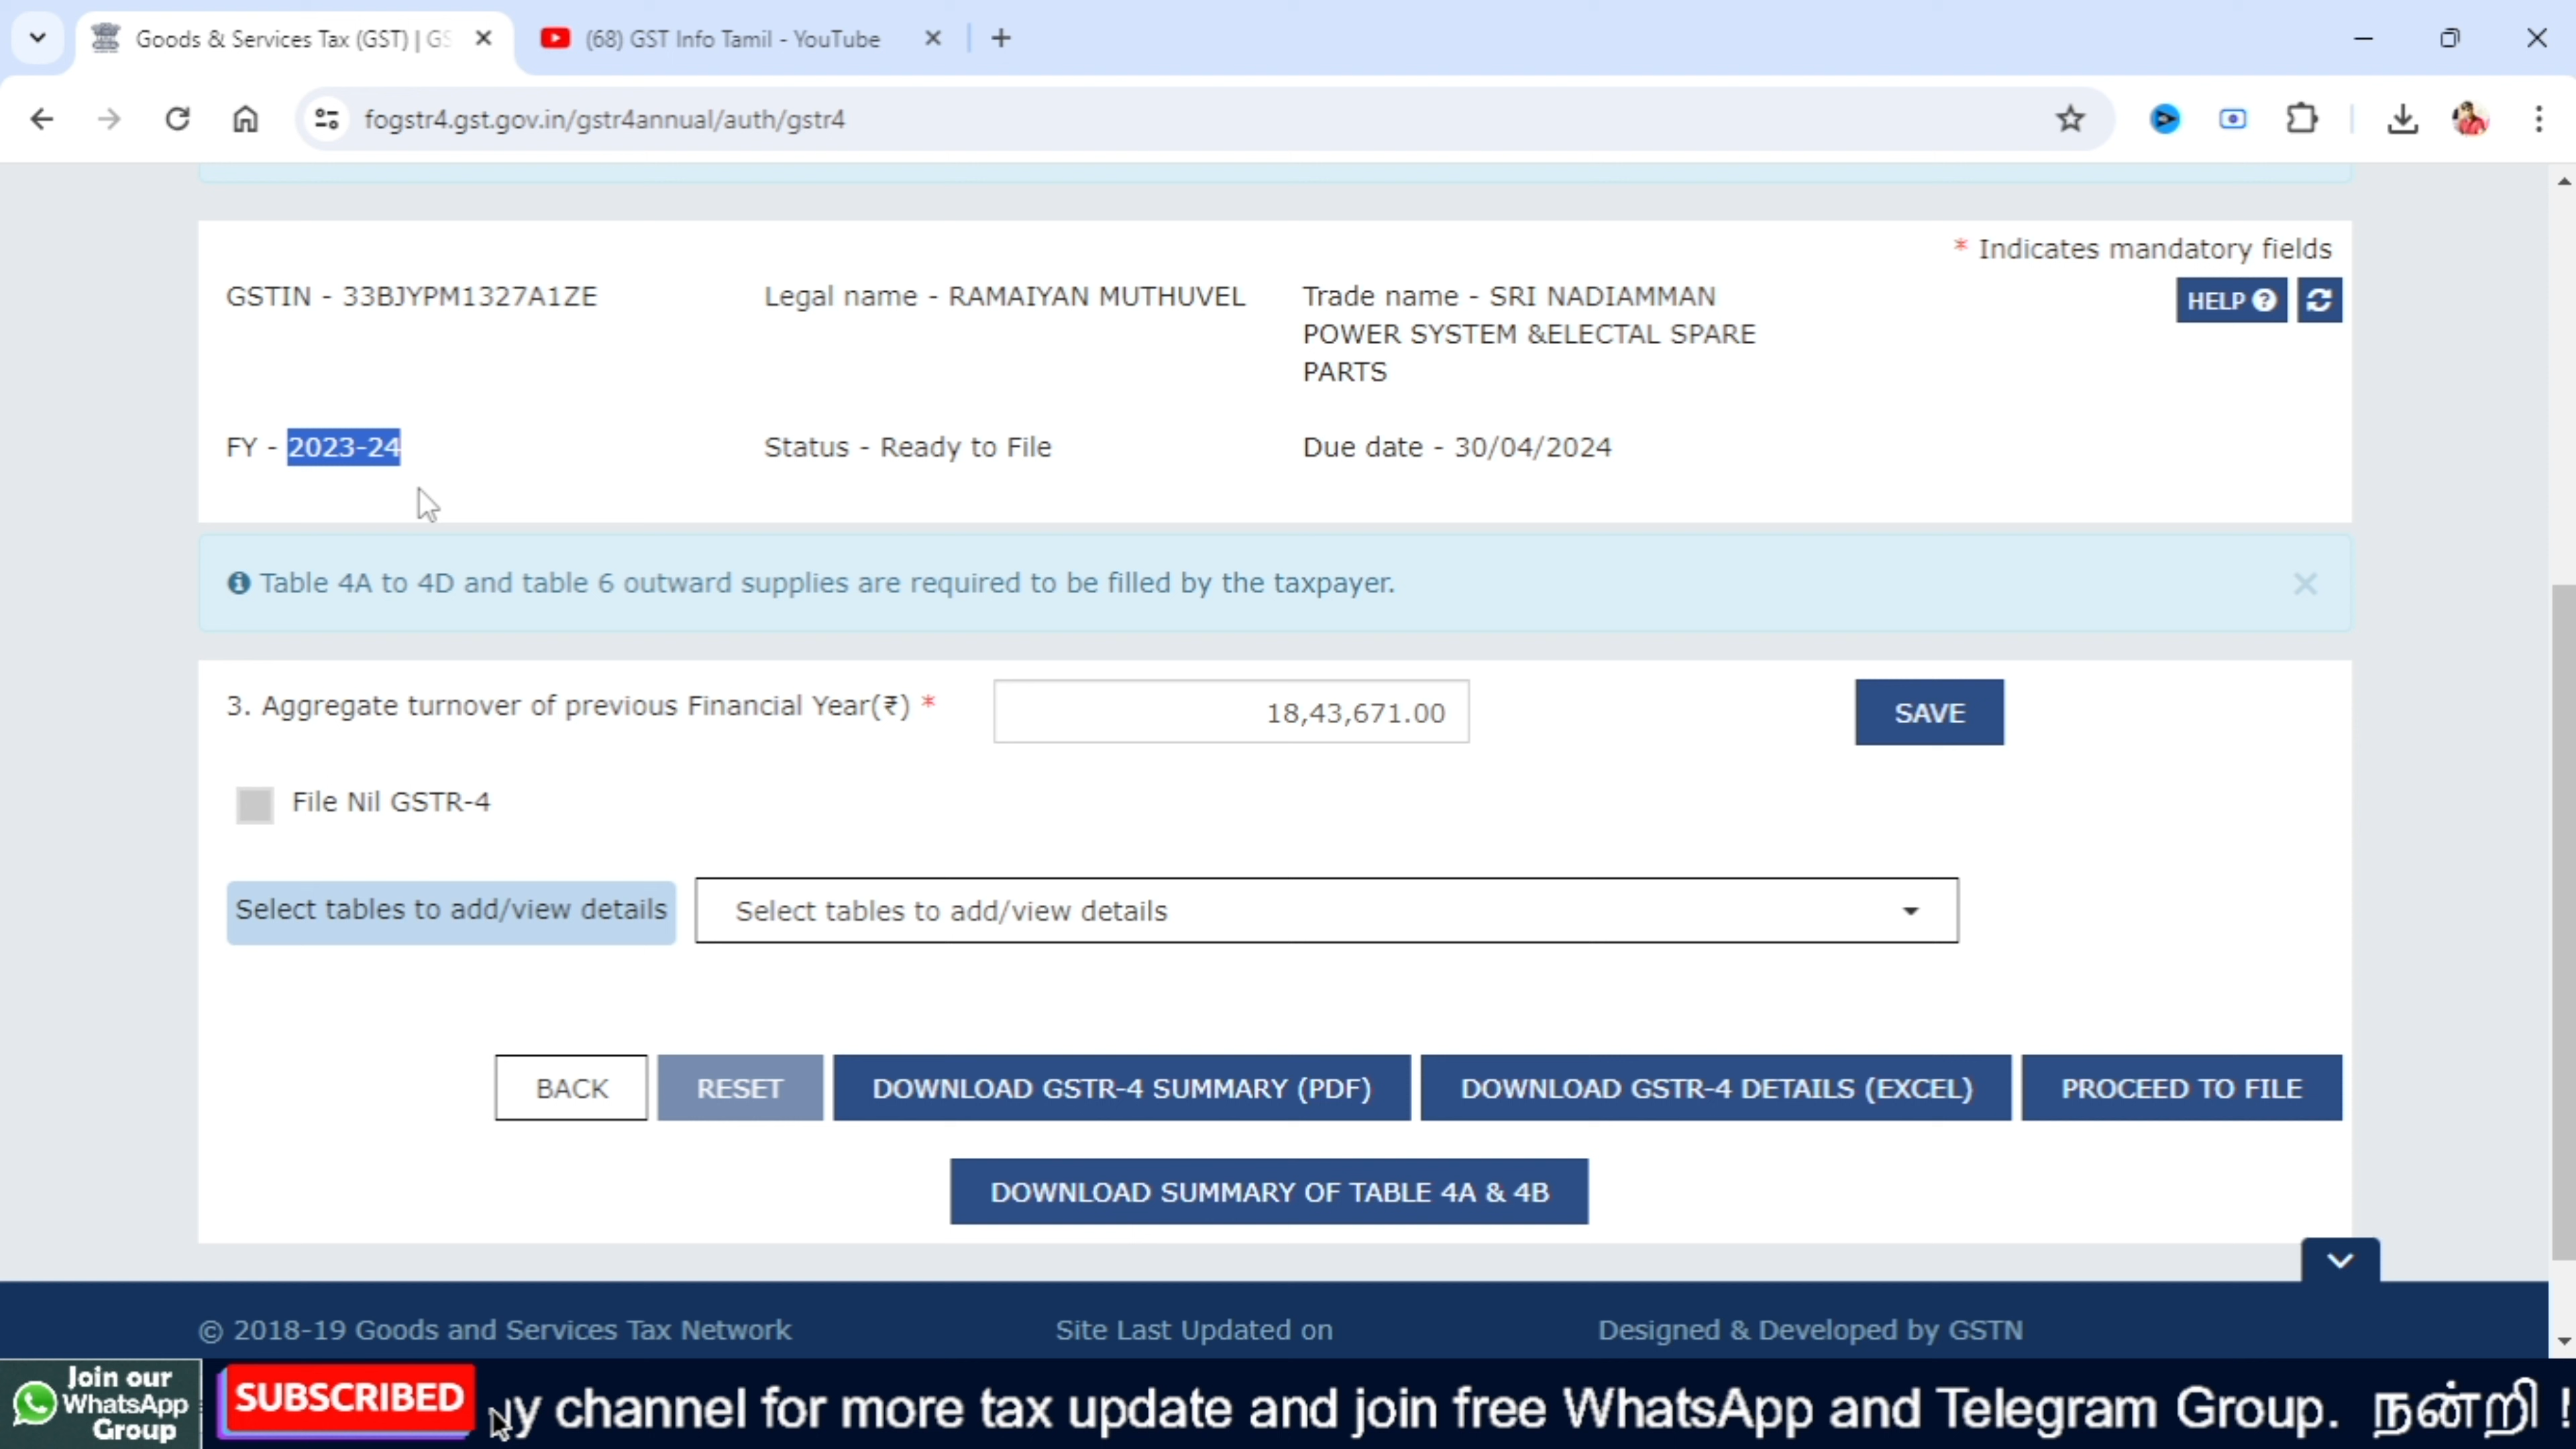 Goods & Services Tax (GST) | GS
(68) GST Info Tamil - YouTube
fogstr4.gst.gov.in/gstr4annual/auth/gstr4
* Indicates mandatory fields
GSTIN - 33BJYPM1327A1ZE
Legal name - RAMAIYAN MUTHUVEL
Trade name - SRI NADIAMMAN
POWER SYSTEM &ELECTAL SPARE
PARTS
HELP
FY - 2023-24
Status - Ready to File
Due date - 30/04/2024
Table 4A to 4D and table 6 outward supplies are required to be filled by the taxpayer.
3. Aggregate turnover of previous Financial Year(₹) *
18,43,671.00
SAVE
File Nil GSTR-4
Select tables to add/view details
Select tables to add/view details
BACK
RESET
DOWNLOAD GSTR-4 SUMMARY (PDF)
DOWNLOAD GSTR-4 DETAILS (EXCEL)
PROCEED TO FILE
DOWNLOAD SUMMARY OF TABLE 4A & 4B
© 2018-19 Goods and Services Tax Network
Site Last Updated on
Designed & Developed by GSTN
Join our
WhatsApp
Group
SUBSCRIBED
channel for more tax update and join free WhatsApp and Telegram Group. நன்றி !